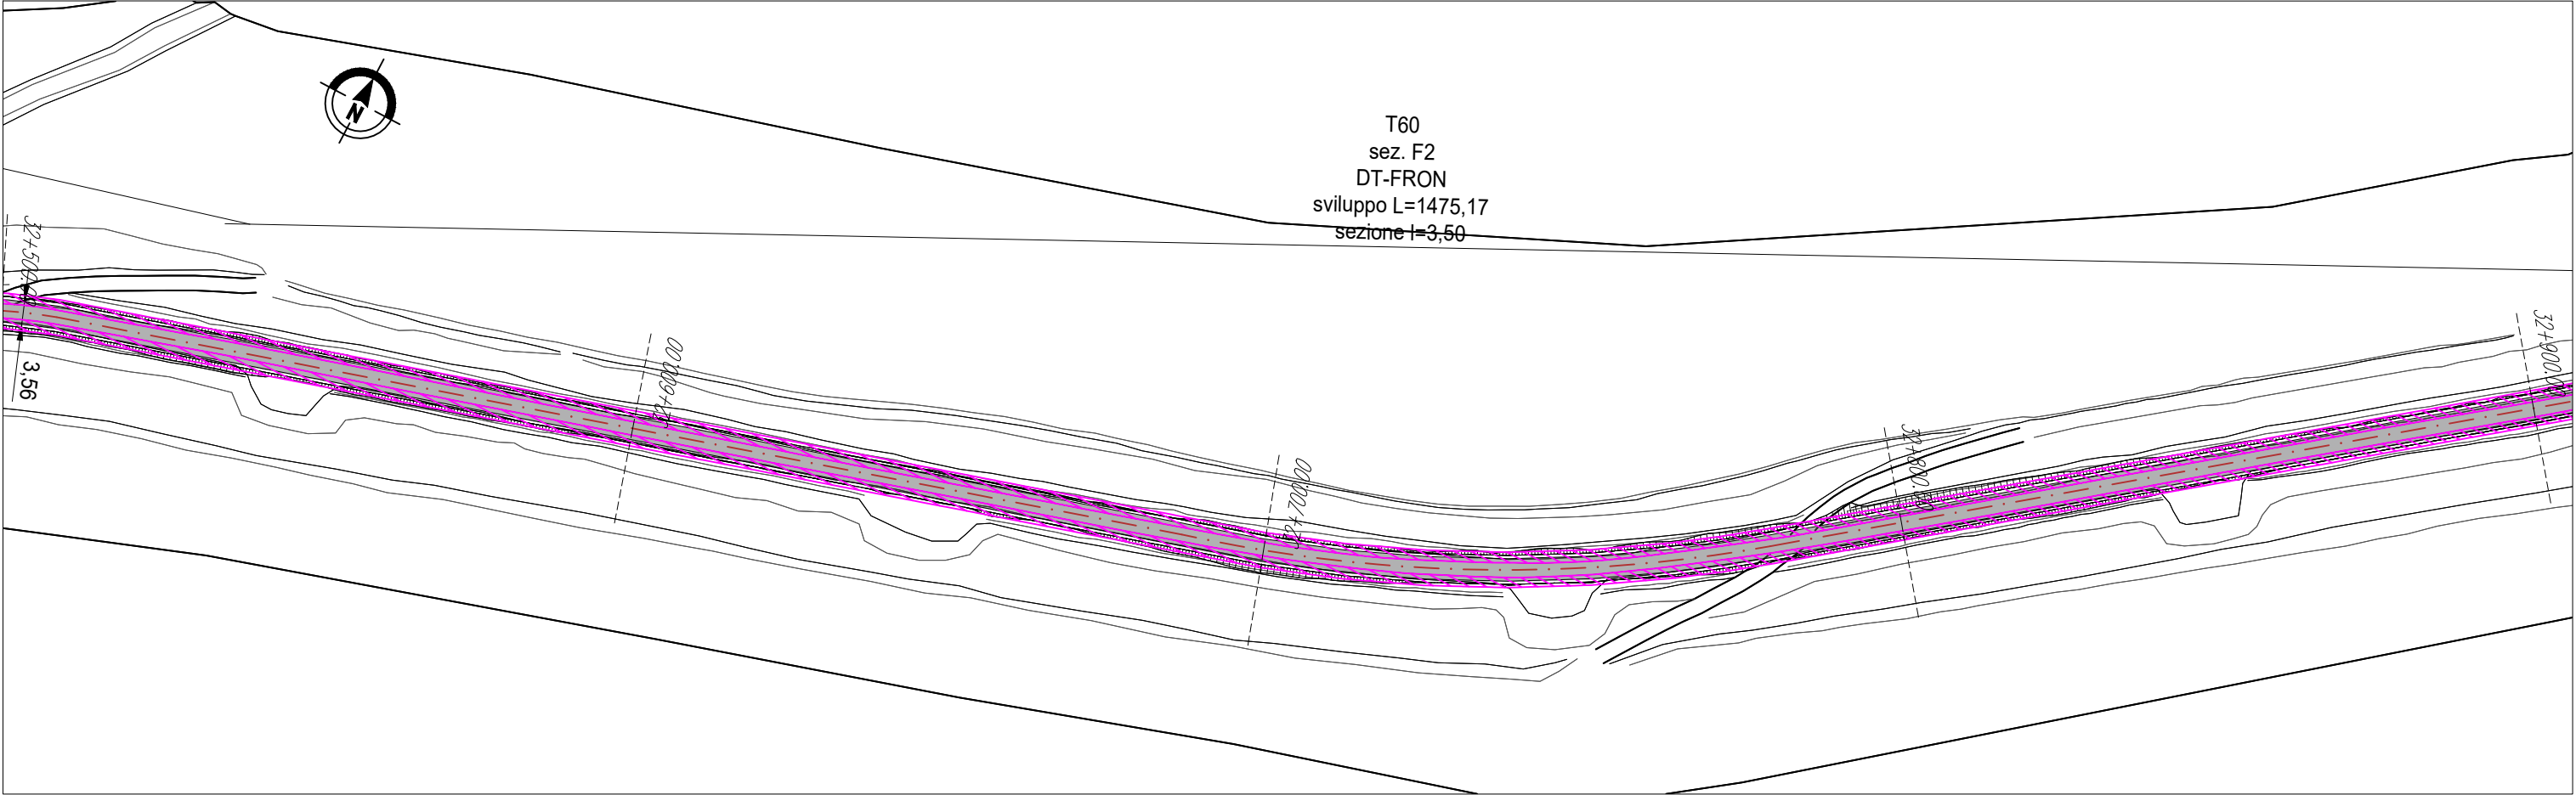 N
T60
sez. F2
DT-FRON
sviluppo L=1475,17
sezione l=3,50
32+500.00
3,56
32+600.00
32+700.00
32+800.00
32+900.00